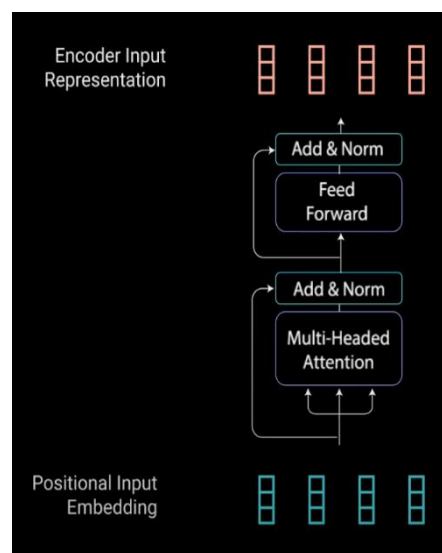 Encoder Input
Representation
Add & Norm
Feed
Forward
Add & Norm
Multi-Headed
Attention
Positional Input
Embedding